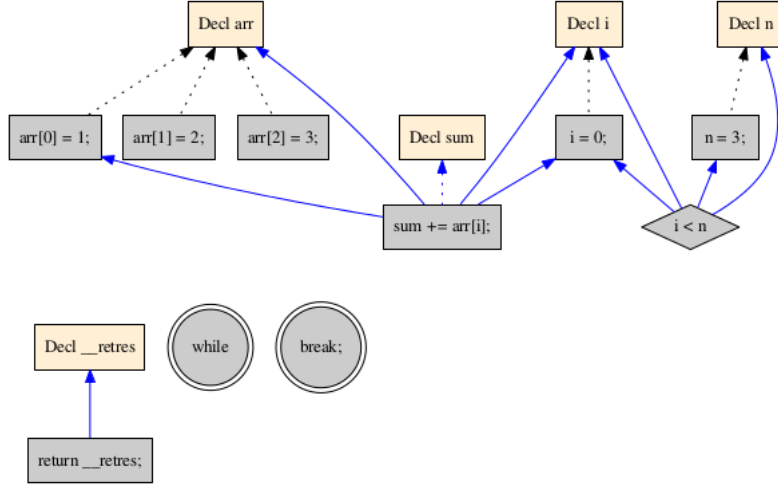 Decl arr
Decl i
Decl n
arr[0] = 1;
arr[1] = 2;
arr[2] = 3;
Decl sum
i = 0;
n = 3;
sum += arr[i];
i < n
Decl __retres
while
break;
return __retres;